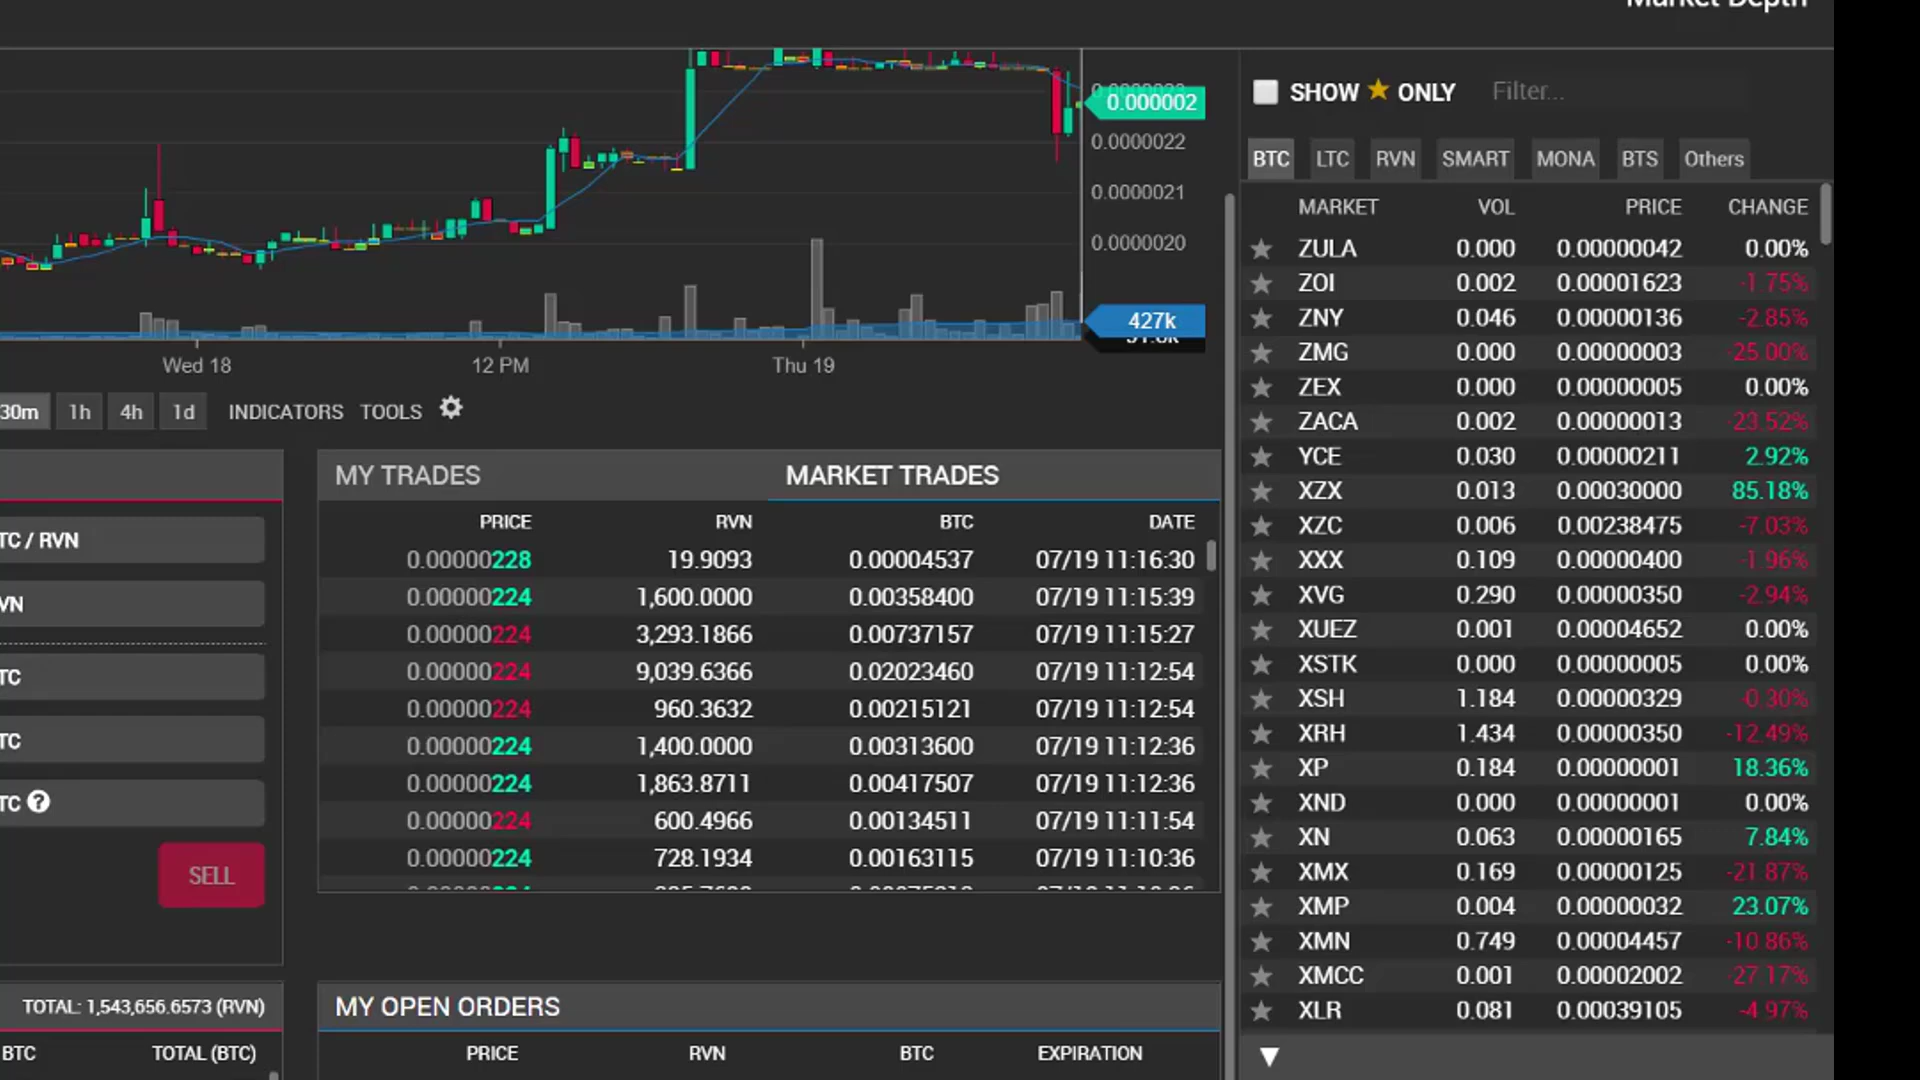 Market Depth
SHOW ★ ONLY Filter...
0.0000023
0.000002
0.0000022
0.0000021
0.0000020
427k
Wed 18 12 PM Thu 19
30m 1h 4h 1d INDICATORS TOOLS
BTC LTC RVN SMART MONA BTS Others
MARKET VOL PRICE CHANGE
ZULA 0.000 0.00000042 0.00%
ZOI 0.002 0.00001623 -1.75%
ZNY 0.046 0.00000136 -2.85%
ZMG 0.000 0.00000003 -25.00%
ZEX 0.000 0.00000005 0.00%
ZACA 0.002 0.00000013 -23.52%
YCE 0.030 0.00000211 2.92%
XZX 0.013 0.00030000 85.18%
XZC 0.006 0.00238475 -7.03%
XXX 0.109 0.00000400 -1.96%
XVG 0.290 0.00000350 -2.94%
XUEZ 0.001 0.00004652 0.00%
XSTK 0.000 0.00000005 0.00%
XSH 1.184 0.00000329 -0.30%
XRH 1.434 0.00000350 -12.49%
XP 0.184 0.00000001 18.36%
XND 0.000 0.00000001 0.00%
XN 0.063 0.00000165 7.84%
XMX 0.169 0.00000125 -21.87%
XMP 0.004 0.00000032 23.07%
XMN 0.749 0.00004457 -10.86%
XMCC 0.001 0.00002002 -27.17%
XLR 0.081 0.00039105 -4.97%
TC / RVN
VN
TC
TC
TC ?
SELL
MY TRADES MARKET TRADES
PRICE RVN BTC DATE
0.00000228 19.9093 0.00004537 07/19 11:16:30
0.00000224 1,600.0000 0.00358400 07/19 11:15:39
0.00000224 3,293.1866 0.00737157 07/19 11:15:27
0.00000224 9,039.6366 0.02023460 07/19 11:12:54
0.00000224 960.3632 0.00215121 07/19 11:12:54
0.00000224 1,400.0000 0.00313600 07/19 11:12:36
0.00000224 1,863.8711 0.00417507 07/19 11:12:36
0.00000224 600.4966 0.00134511 07/19 11:11:54
0.00000224 728.1934 0.00163115 07/19 11:10:36
TOTAL: 1,543,656.6573 (RVN)
BTC TOTAL (BTC)
MY OPEN ORDERS
PRICE RVN BTC EXPIRATION